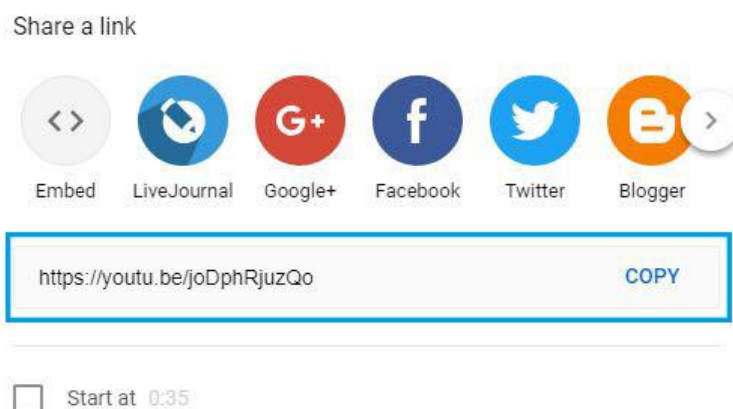 Share a link
<> G+ f B >
Embed LiveJournal Google+ Facebook Twitter Blogger
https://youtu.be/joDphRjuzQo COPY
Start at 0:35